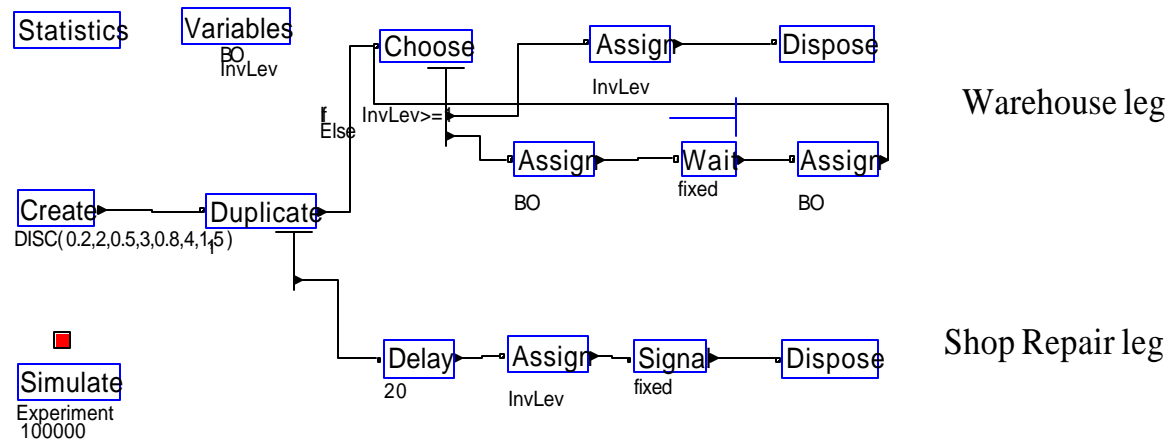 Statistics
Variables
BO
InvLev
Choose
Assign
InvLev
Dispose
Warehouse leg
If InvLev>= 1
Else
Assign
BO
Wait
fixed
Assign
BO
Create
DISC( 0.2,2,0.5,3,0.8,4,1,5 )
Duplicate
1
Delay
20
Assign
InvLev
Signal
fixed
Dispose
Shop Repair leg
Simulate
Experiment
100000